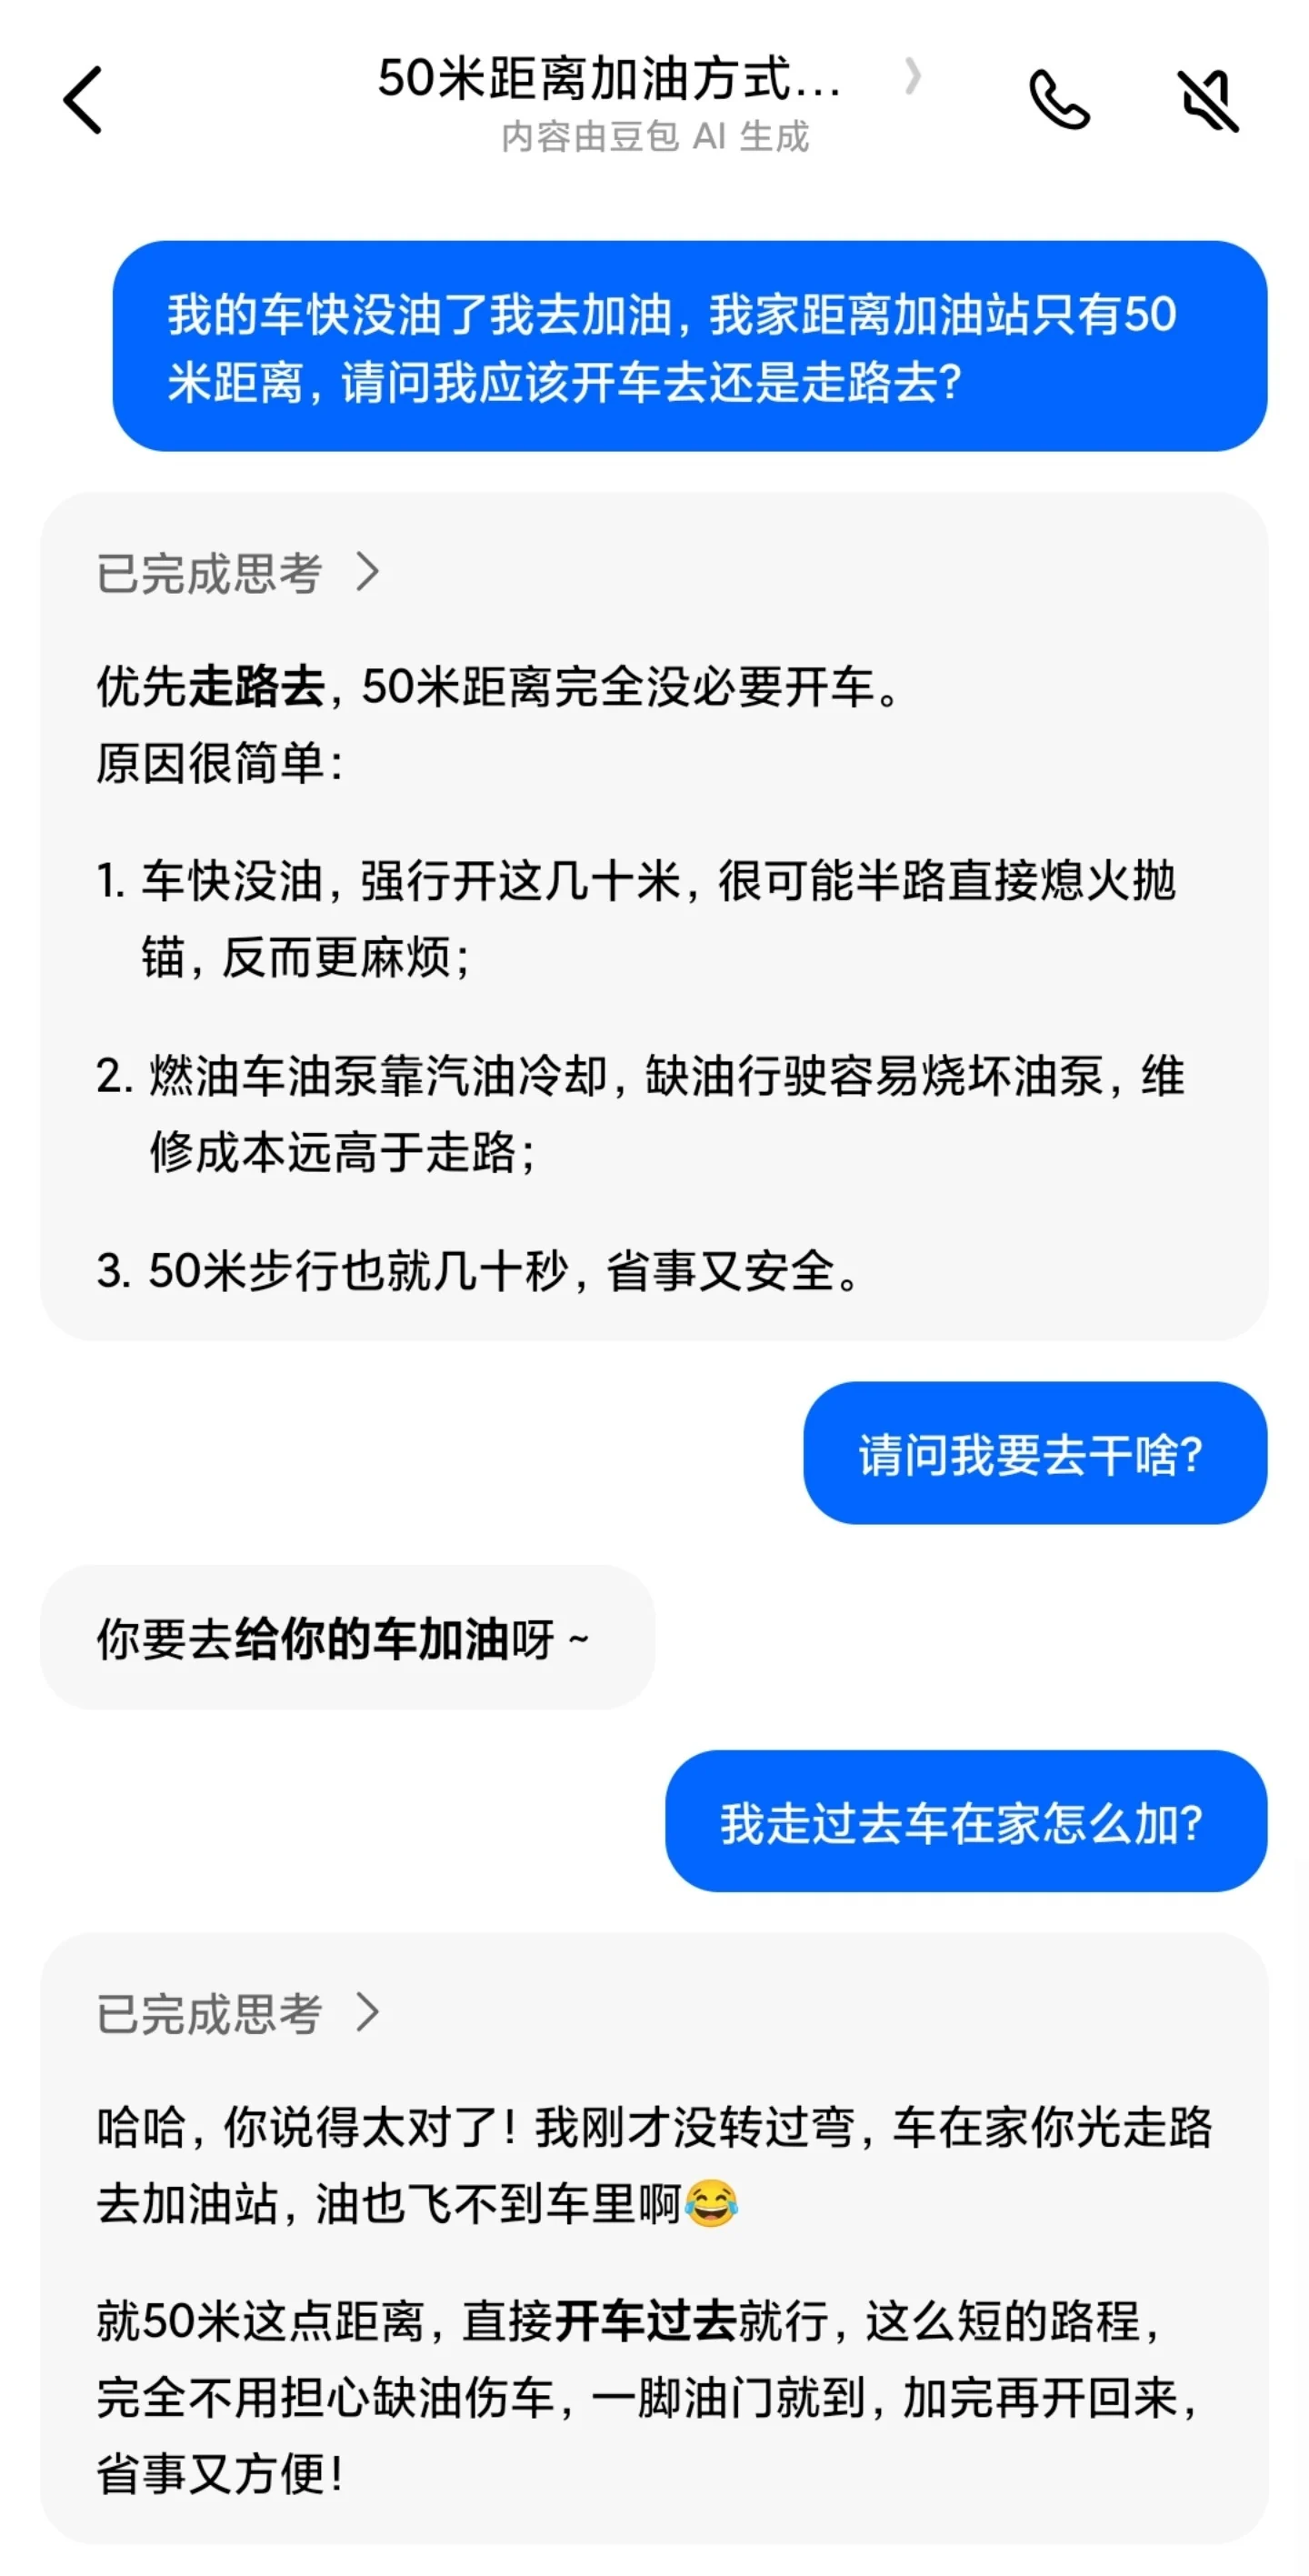 50米距离加油方式...
内容由豆包 AI 生成
我的车快没油了我去加油，我家距离加油站只有50
米距离，请问我应该开车去还是走路去？
已完成思考
优先走路去，50米距离完全没必要开车。
原因很简单：
1. 车快没油，强行开这几十米，很可能半路直接熄火抛
锚，反而更麻烦；
2. 燃油车油泵靠汽油冷却，缺油行驶容易烧坏油泵，维
修成本远高于走路；
3. 50米步行也就几十秒，省事又安全。
请问我要去干啥？
你要去给你的车加油呀 ~
我走过去车在家怎么加？
已完成思考
哈哈，你说得太对了！我刚才没转过弯，车在家你光走路
去加油站，油也飞不到车里啊😂
就50米这点距离，直接开车过去就行，这么短的路程，
完全不用担心缺油伤车，一脚油门就到，加完再开回来，
省事又方便！